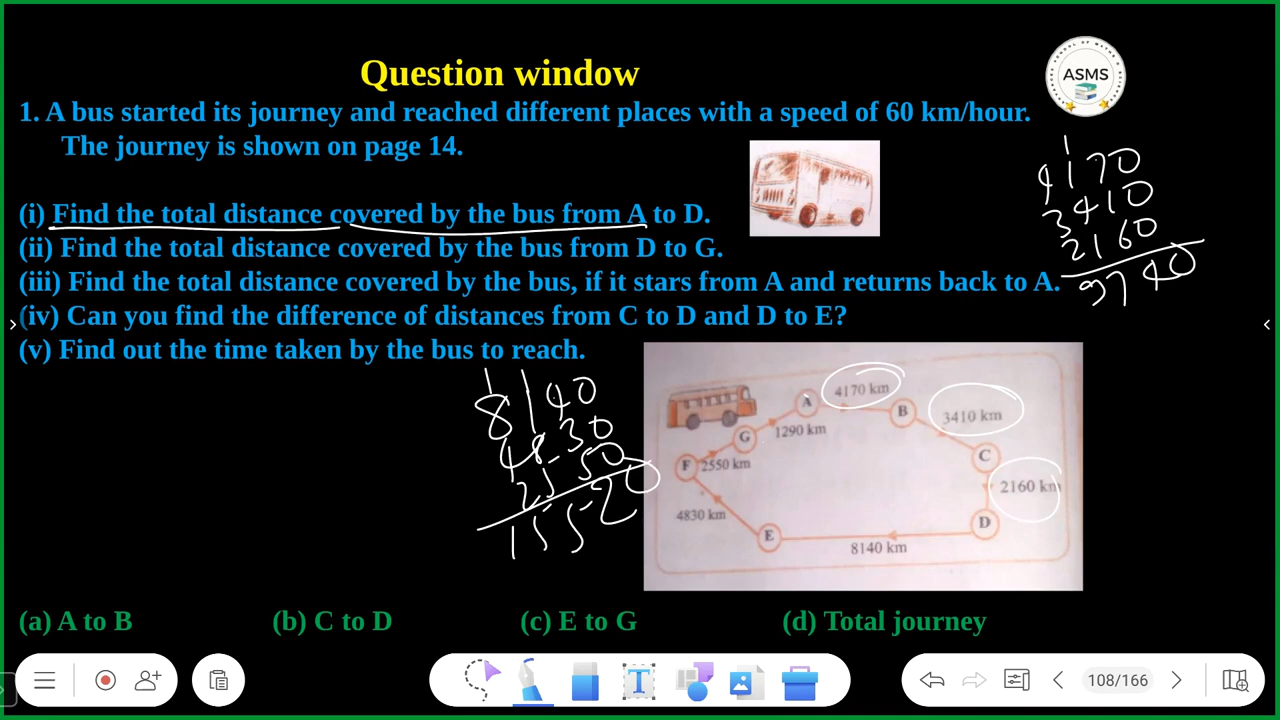 Question window
ASMS
1. A bus started its journey and reached different places with a speed of 60 km/hour.
The journey is shown on page 14.
(i) Find the total distance covered by the bus from A to D.
(ii) Find the total distance covered by the bus from D to G.
(iii) Find the total distance covered by the bus, if it stars from A and returns back to A.
(iv) Can you find the difference of distances from C to D and D to E?
(v) Find out the time taken by the bus to reach.
1
4170
3410
2160
9740
1
8140
4830
2550
15520
A 4170 km B
3410 km
G 1290 km
C
F 2550 km
2160 km
4830 km
D
E
8140 km
(a) A to B (b) C to D (c) E to G (d) Total journey
108/166